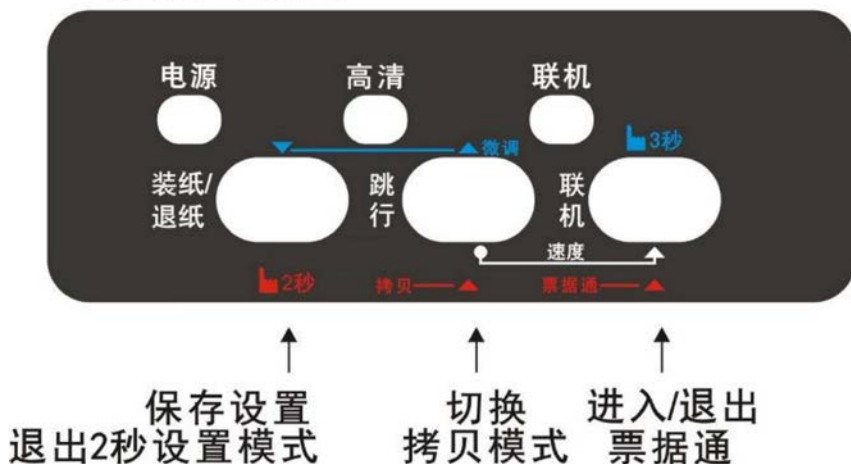 电源 高清 联机
微调 3秒
装纸/ 跳 联
退纸 行 机
速度
2秒 拷贝 票据通
保存设置 切换 进入/退出
退出2秒设置模式 拷贝模式 票据通